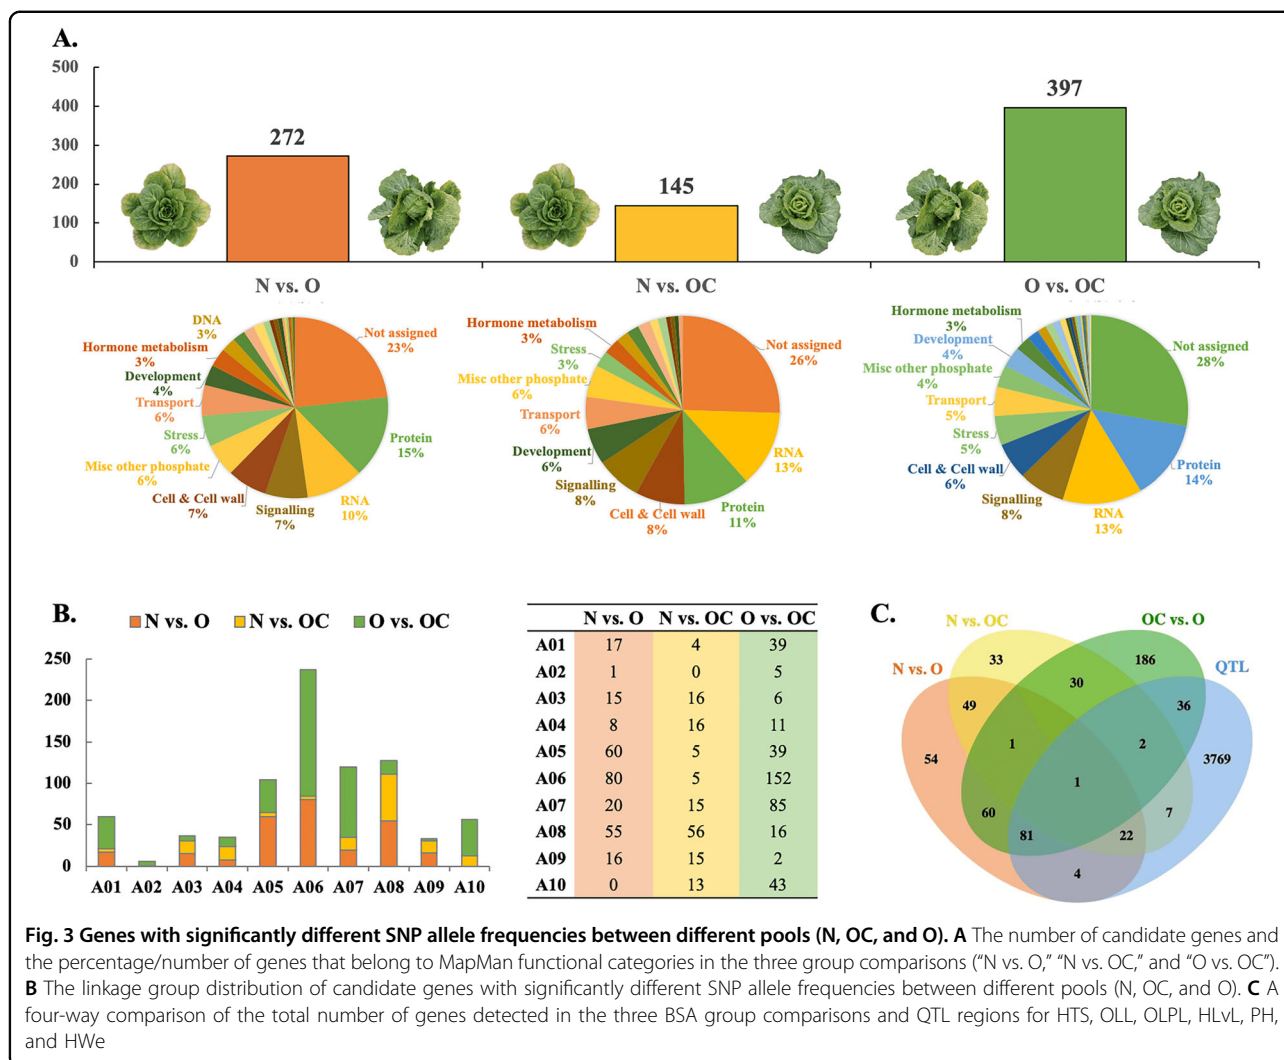 A.
500
400
300
200
100
0
272
145
397
N vs. O
N vs. OC
O vs. OC
DNA
3%
Hormone metabolism
3%
Development
4%
Transport
6%
Stress
6%
Misc other phosphate
6%
Cell & Cell wall
7%
Signalling
7%
RNA
10%
Protein
15%
Not assigned
23%
Hormone metabolism
3%
Stress
3%
Misc other phosphate
6%
Transport
6%
Development
6%
Signalling
8%
Cell & Cell wall
8%
Protein
11%
RNA
13%
Not assigned
26%
Hormone metabolism
3%
Development
4%
Misc other phosphate
4%
Transport
5%
Stress
5%
Cell & Cell wall
6%
Signalling
8%
RNA
13%
Protein
14%
Not assigned
28%
B.
N vs. O N vs. OC O vs. OC
250
200
150
100
50
0
A01 A02 A03 A04 A05 A06 A07 A08 A09 A10
N vs. O N vs. OC O vs. OC
A01 17 4 39
A02 1 0 5
A03 15 16 6
A04 8 16 11
A05 60 5 39
A06 80 5 152
A07 20 15 85
A08 55 56 16
A09 16 15 2
A10 0 13 43
C.
N vs. OC OC vs. O
N vs. O QTL
33 186
30
49 36
1 2
54 3769
1
60 7
81 22
4
Fig. 3 Genes with significantly different SNP allele frequencies between different pools (N, OC, and O). A The number of candidate genes and
the percentage/number of genes that belong to MapMan functional categories in the three group comparisons (“N vs. O,” “N vs. OC,” and “O vs. OC”).
B The linkage group distribution of candidate genes with significantly different SNP allele frequencies between different pools (N, OC, and O). C A
four-way comparison of the total number of genes detected in the three BSA group comparisons and QTL regions for HTS, OLL, OLPL, HLvL, PH,
and HWe